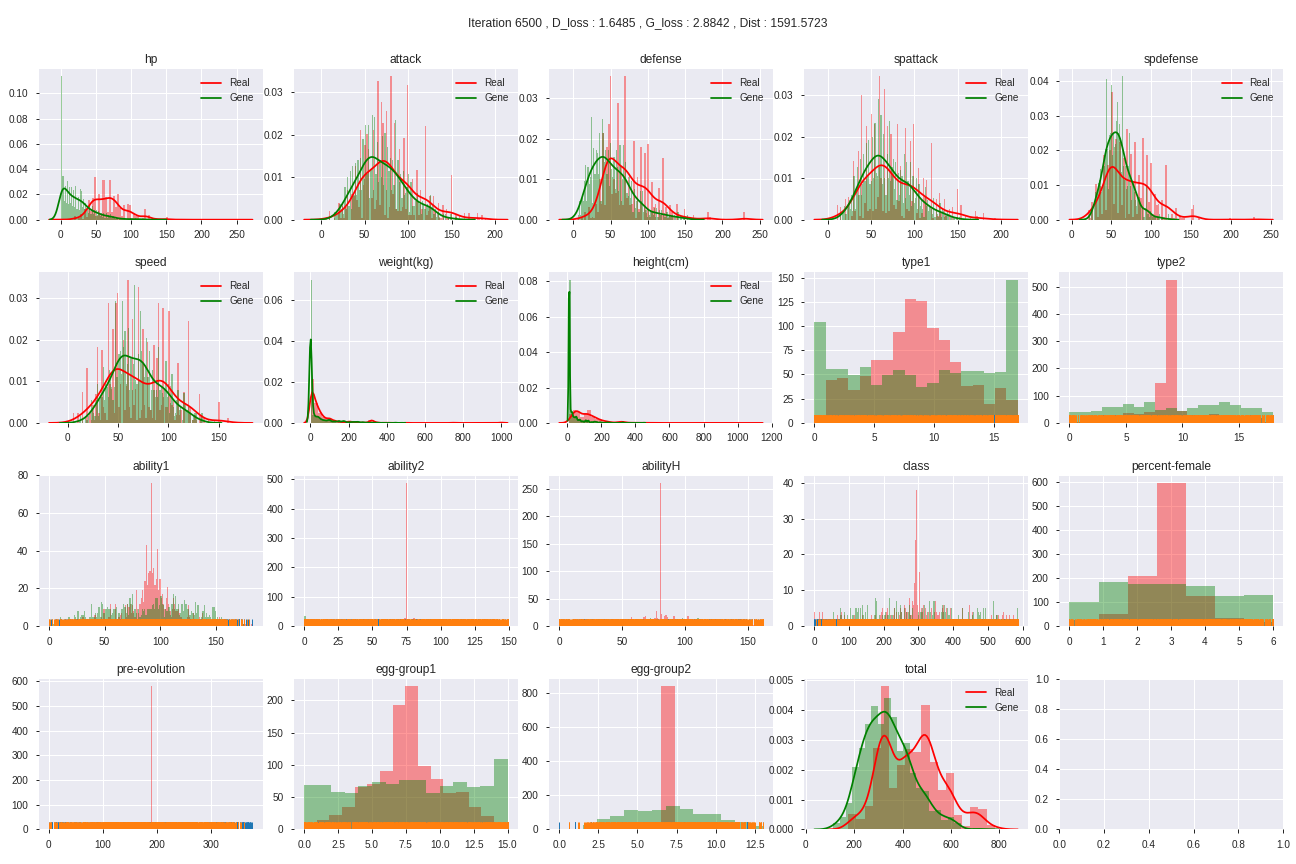 Iteration 6500 , D_loss : 1.6485 , G_loss : 2.8842 , Dist : 1591.5723
hp
Real
Gene
0.10
0.08
0.06
0.04
0.02
0.00
0 50 100 150 200 250
attack
Real
Gene
0.03
0.02
0.01
0.00
0 50 100 150 200
defense
Real
Gene
0.03
0.02
0.01
0.00
0 50 100 150 200 250
spattack
Real
Gene
0.03
0.02
0.01
0.00
0 50 100 150 200
spdefense
Real
Gene
0.04
0.03
0.02
0.01
0.00
0 50 100 150 200 250
speed
Real
Gene
0.03
0.02
0.01
0.00
0 50 100 150
weight(kg)
Real
Gene
0.06
0.04
0.02
0.00
0 200 400 600 800 1000
height(cm)
Real
Gene
0.08
0.06
0.04
0.02
0.00
0 200 400 600 800 1000 1200
type1
150
125
100
75
50
25
0
0 5 10 15
type2
500
400
300
200
100
0
0 5 10 15
ability1
80
60
40
20
0
0 50 100 150
ability2
500
400
300
200
100
0
0 25 50 75 100 125 150
abilityH
250
200
150
100
50
0
0 50 100 150
class
40
30
20
10
0
0 100 200 300 400 500 600
percent-female
600
500
400
300
200
100
0
0 1 2 3 4 5 6
pre-evolution
600
500
400
300
200
100
0
0 100 200 300
egg-group1
200
150
100
50
0
0.0 2.5 5.0 7.5 10.0 12.5 15.0
egg-group2
800
600
400
200
0
0.0 2.5 5.0 7.5 10.0 12.5
total
Real
Gene
0.005
0.004
0.003
0.002
0.001
0.000
0 200 400 600 800
1.0
0.8
0.6
0.4
0.2
0.0
0.0 0.2 0.4 0.6 0.8 1.0